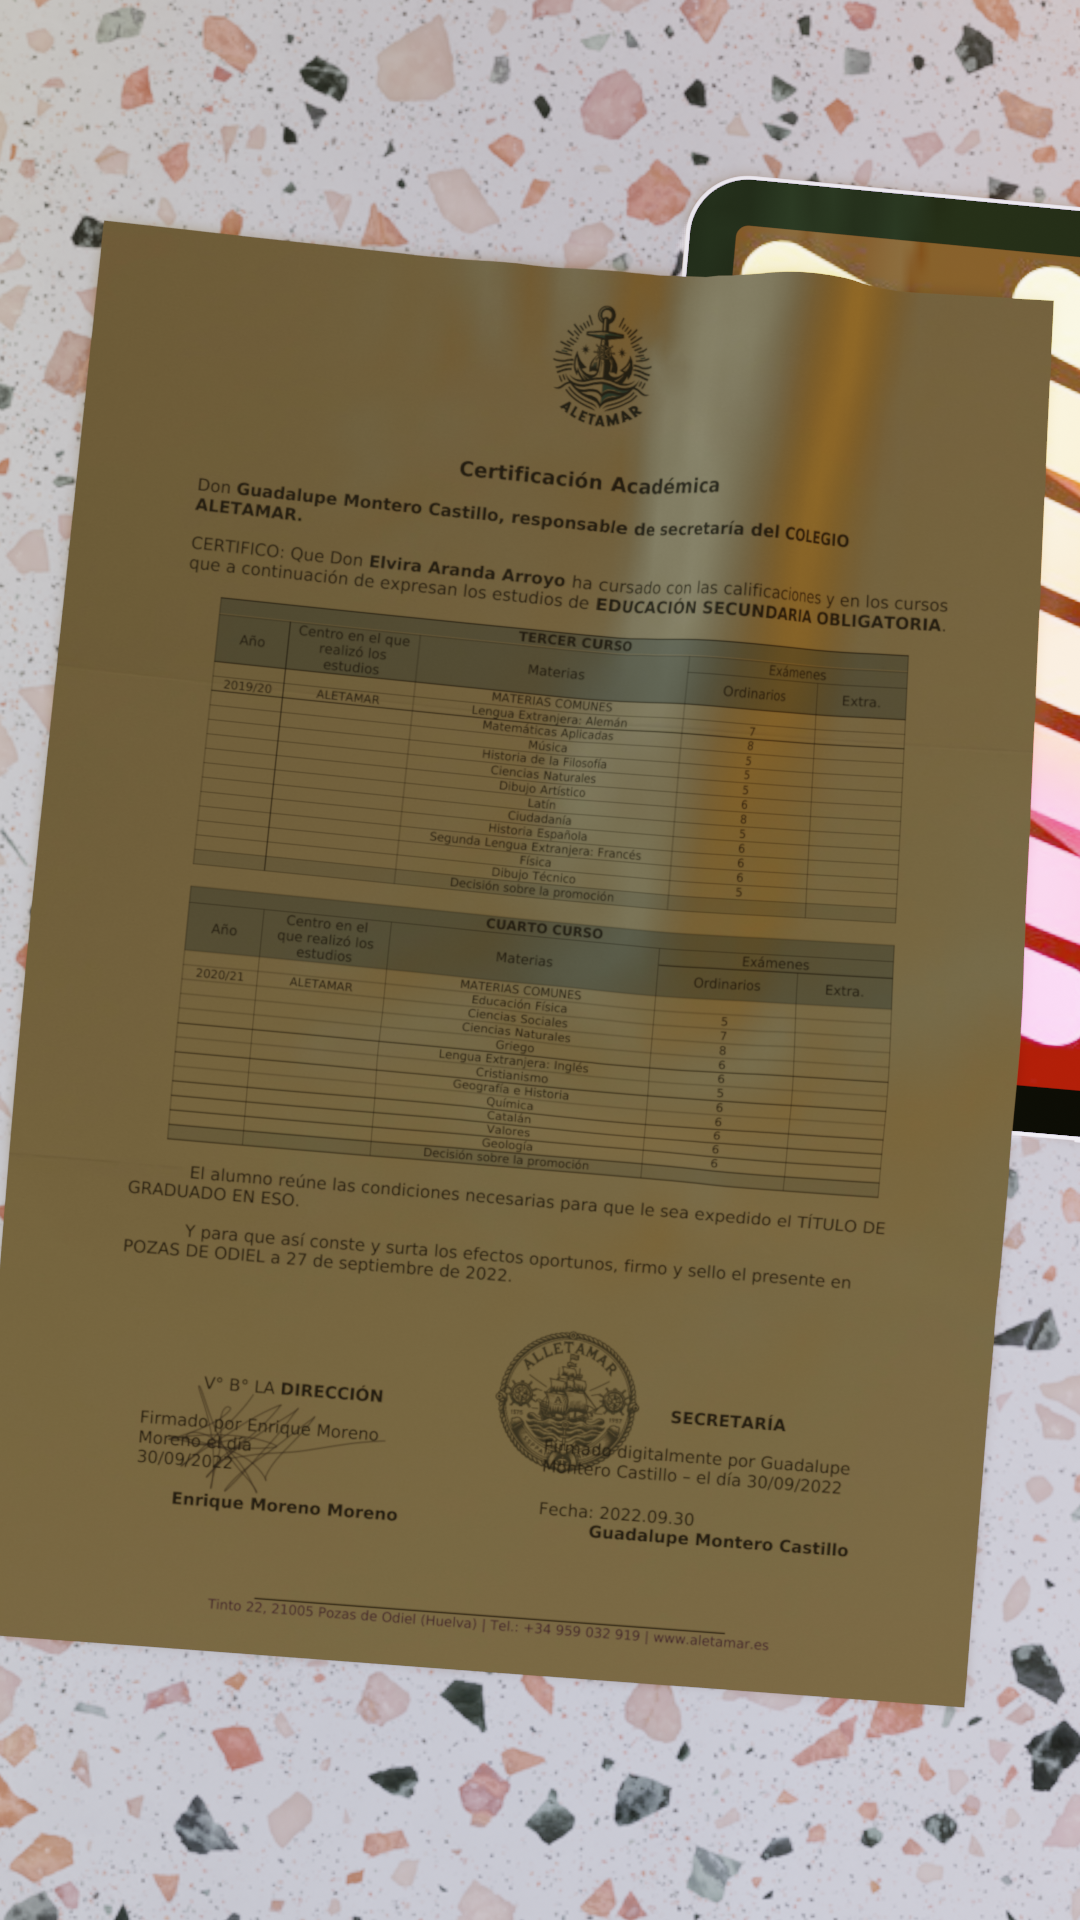 ALETAMAR
Certificación Académica
Don Guadalupe Montero Castillo, responsable de secretaría del COLEGIO
ALETAMAR.
CERTIFICO: Que Don Elvira Aranda Arroyo ha cursado con las calificaciones y en los cursos
que a continuación de expresan los estudios de EDUCACIÓN SECUNDARIA OBLIGATORIA.
TERCER CURSO
Año
Centro en el que realizó los estudios
Materias
Exámenes
Ordinarios
Extra.
MATERIAS COMUNES
2019/20 ALETAMAR Lengua Extranjera: Alemán 7
Matemáticas Aplicadas 8
Música 5
Historia de la Filosofía 5
Ciencias Naturales 5
Dibujo Artístico 6
Latín 8
Ciudadanía 5
Historia Española 6
Segunda Lengua Extranjera: Francés 6
Física 6
Dibujo Técnico 5
Decisión sobre la promoción
CUARTO CURSO
Año
Centro en el que realizó los estudios
Materias
Exámenes
Ordinarios
Extra.
MATERIAS COMUNES
2020/21 ALETAMAR Educación Física 5
Ciencias Sociales 7
Ciencias Naturales 8
Griego 6
Lengua Extranjera: Inglés 6
Cristianismo 5
Geografía e Historia 6
Química 6
Catalán 6
Valores 6
Geología 6
Decisión sobre la promoción
El alumno reúne las condiciones necesarias para que le sea expedido el TÍTULO DE
GRADUADO EN ESO.
Y para que así conste y surta los efectos oportunos, firmo y sello el presente en
POZAS DE ODIEL a 27 de septiembre de 2022.
V° B° LA DIRECCIÓN
Firmado por Enrique Moreno
Moreno el día
30/09/2022
Enrique Moreno Moreno
ALLETAMAR
SECRETARÍA
Firmado digitalmente por Guadalupe
Montero Castillo – el día 30/09/2022
Fecha: 2022.09.30
Guadalupe Montero Castillo
Tinto 22, 21005 Pozas de Odiel (Huelva) | Tel.: +34 959 032 919 | www.aletamar.es